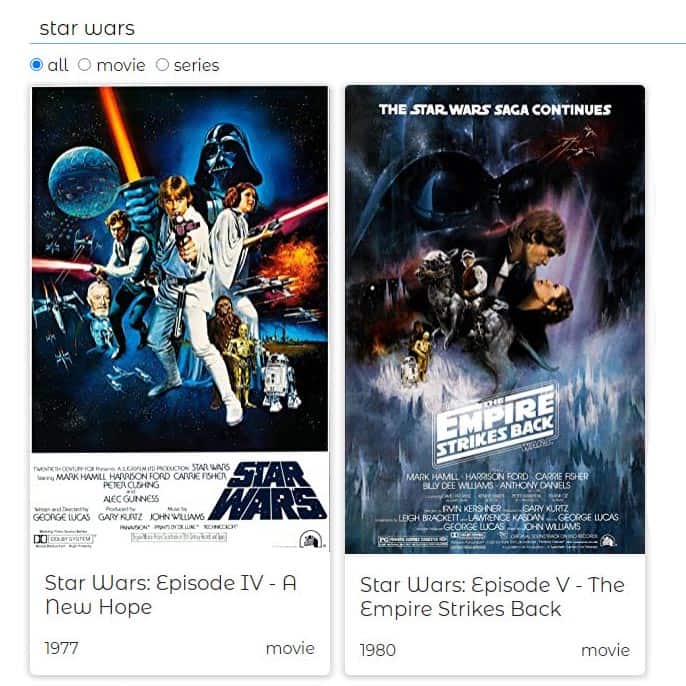 star wars
all movie series
STAR WARS
TWENTIETH CENTURY-FOX Presents A LUCASFILM LTD PRODUCTION STAR WARS
Starring MARK HAMILL HARRISON FORD CARRIE FISHER
PETER CUSHING
and
ALEC GUINNESS
Written and Directed by
GEORGE LUCAS
Produced by
GARY KURTZ
Music by
JOHN WILLIAMS
PANAVISION PRINTS BY DE LUXE TECHNICOLOR
DOLBY SYSTEM
Star Wars: Episode IV - A
New Hope
1977 movie
THE STAR WARS SAGA CONTINUES
THE
EMPIRE
STRIKES BACK
MARK HAMILL · HARRISON FORD · CARRIE FISHER
BILLY DEE WILLIAMS · ANTHONY DANIELS
IRVIN KERSHNER GARY KURTZ
LEIGH BRACKETT LAWRENCE KASDAN GEORGE LUCAS
GEORGE LUCAS JOHN WILLIAMS
PG
Star Wars: Episode V - The
Empire Strikes Back
1980 movie